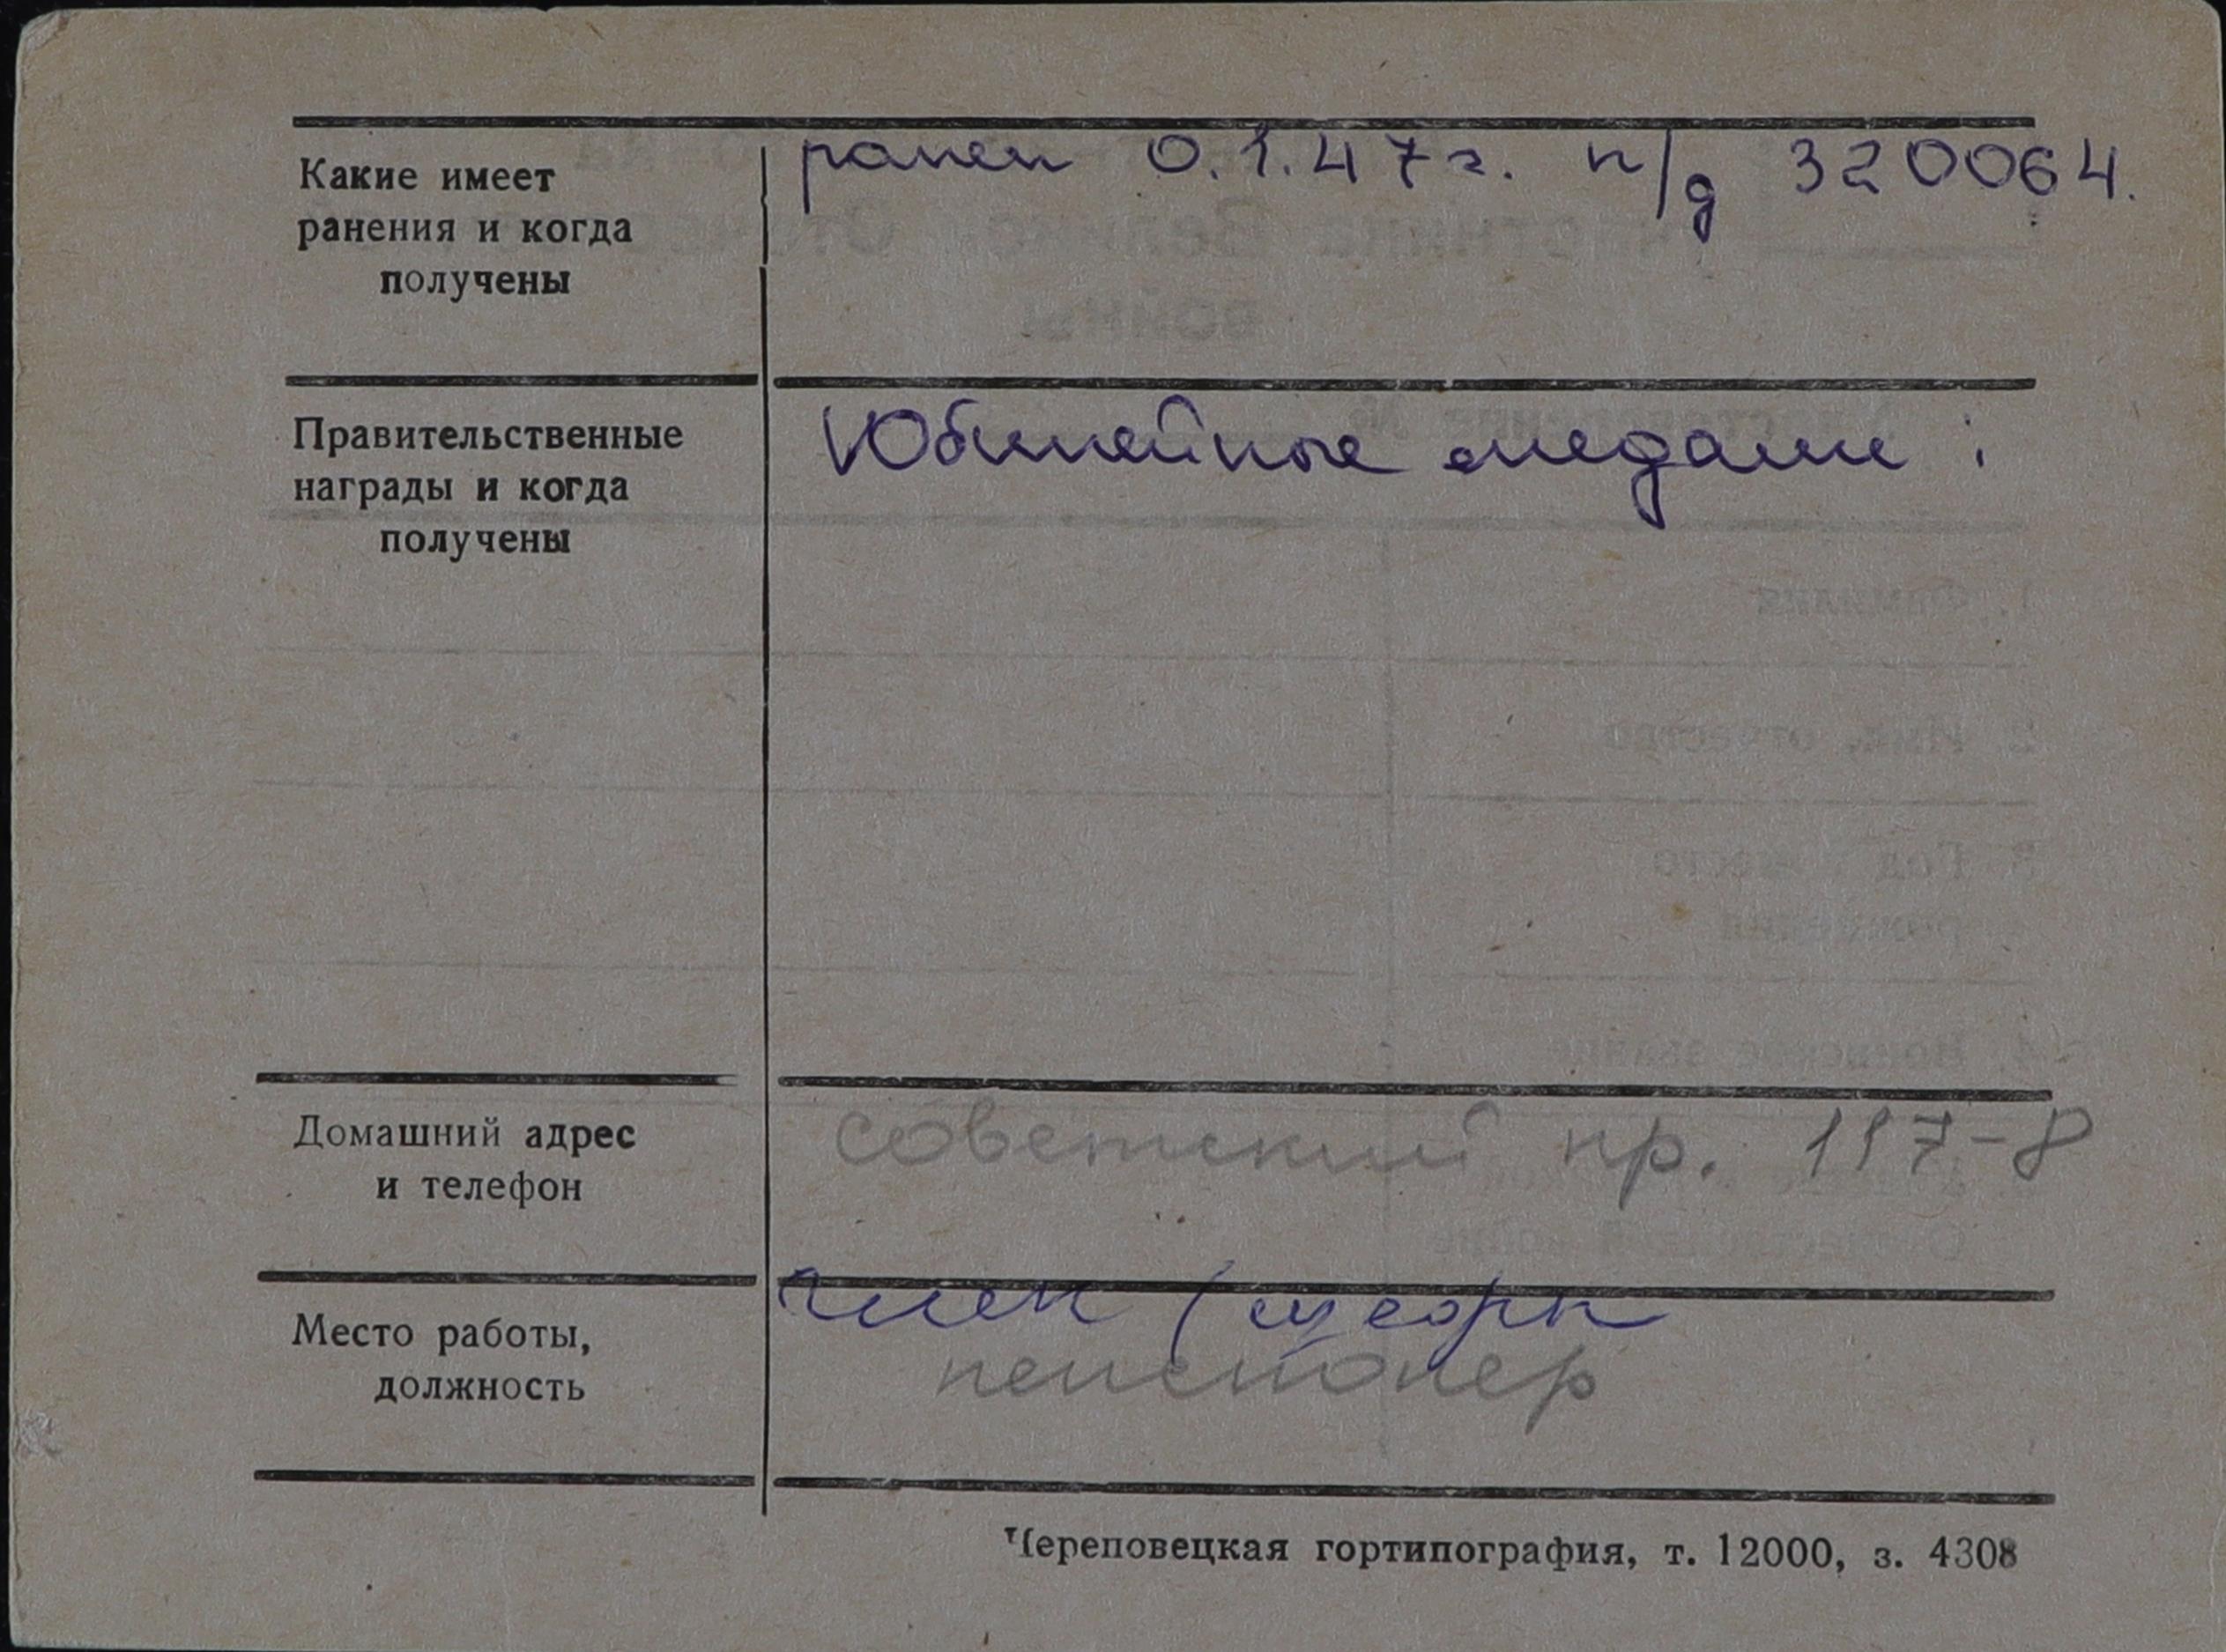 Какие имеет
ранения и когда
получены
ранен 0.1.47г. п/д 320064.
Правительственные
награды и когда
получены
Юбилейные медали :
Домашний адрес
и телефон
советский пр. 117-8
Место работы,
должность
пенсионер
Череповецкая гортипография, т. 12000, з. 4308